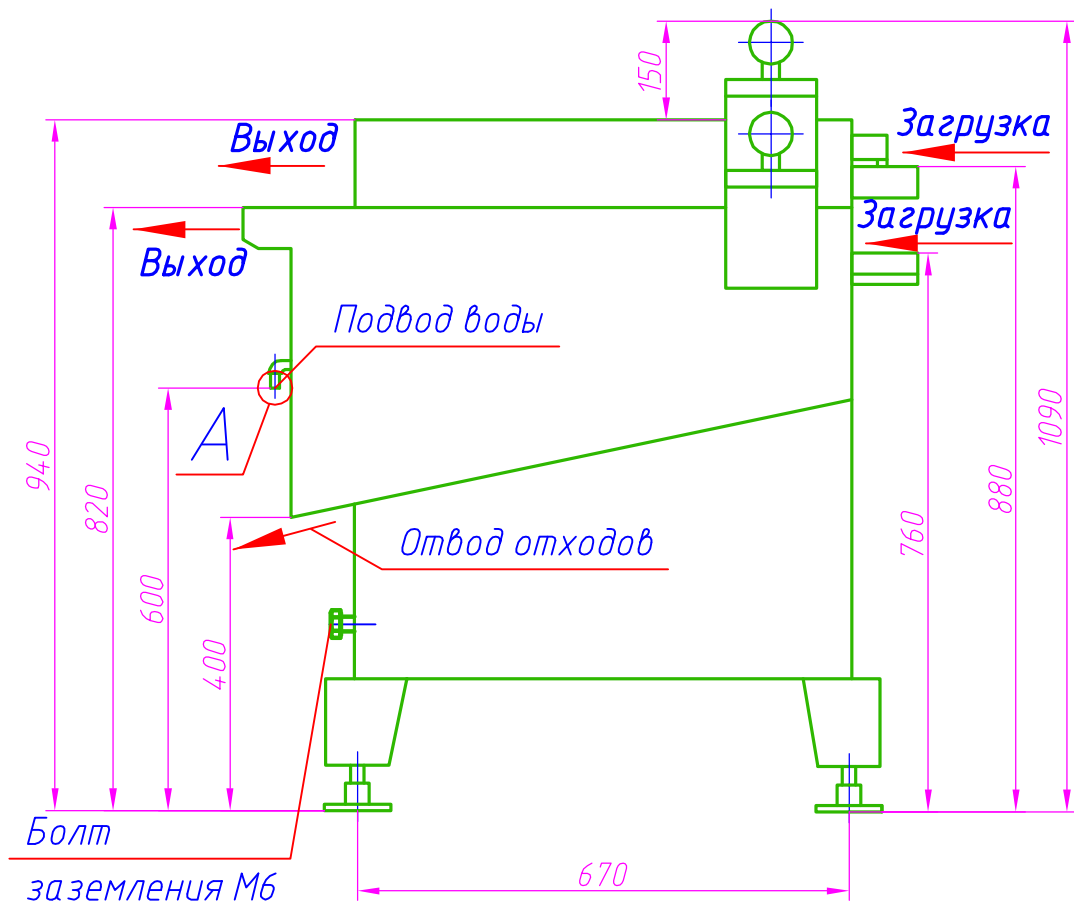 150
Выход
Загрузка
Загрузка
Выход
Подвод воды
А
940
820
600
400
1090
880
760
Отвод отходов
Болт
заземления М6
670